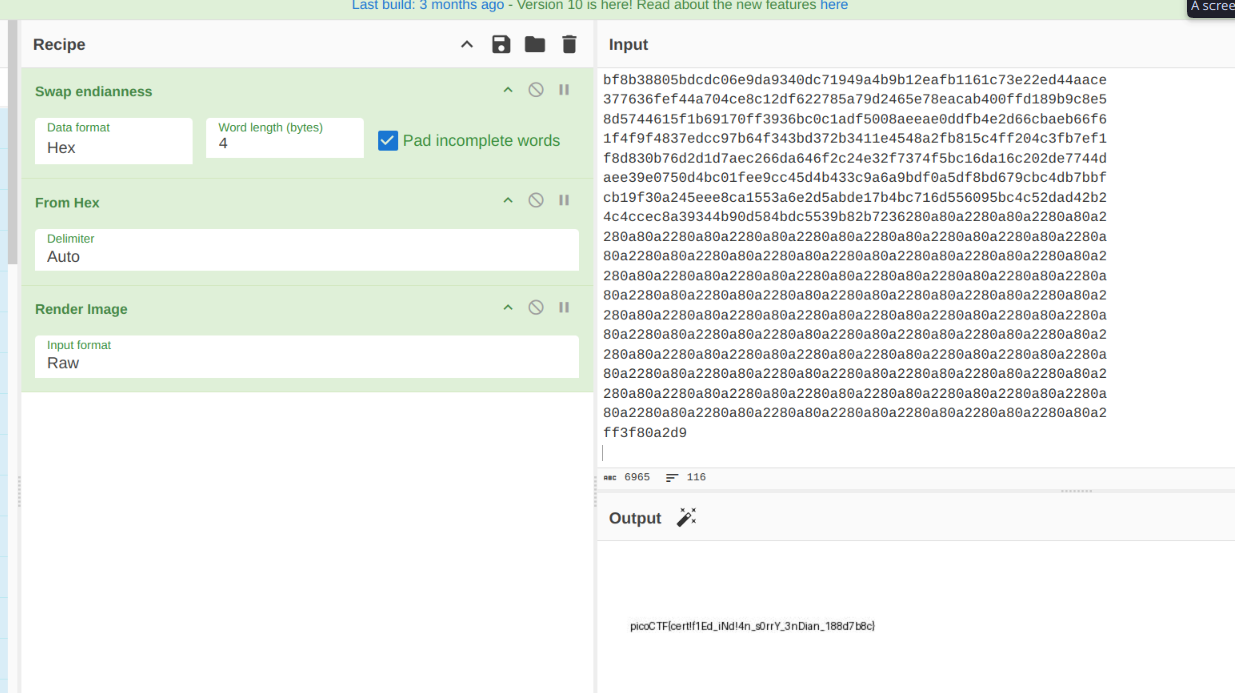 Last build: 3 months ago - Version 10 is here! Read about the new features here
A scree
Recipe
Swap endianness
Data format
Hex
Word length (bytes)
4
Pad incomplete words
From Hex
Delimiter
Auto
Render Image
Input format
Raw
Input
bf8b38805bdcdc06e9da9340dc71949a4b9b12eafb1161c73e22ed44aace
377636fef44a704ce8c12df622785a79d2465e78eacab400ffd189b9c8e5
8d5744615f1b69170ff3936bc0c1adf5008aeeae0ddfb4e2d66cbaeb66f6
1f4f9f4837edcc97b64f343bd372b3411e4548a2fb815c4ff204c3fb7ef1
f8d830b76d2d1d7aec266da646f2c24e32f7374f5bc16da16c202de7744d
aee39e0750d4bc01fee9cc45d4b433c9a6a9bdf0a5df8bd679cbc4db7bbf
cb19f30a245eee8ca1553a6e2d5abde17b4bc716d556095bc4c52dad42b2
4c4ccec8a39344b90d584bdc5539b82b7236280a80a2280a80a2280a80a2
280a80a2280a80a2280a80a2280a80a2280a80a2280a80a2280a80a2280a
80a2280a80a2280a80a2280a80a2280a80a2280a80a2280a80a2280a80a2
280a80a2280a80a2280a80a2280a80a2280a80a2280a80a2280a80a2280a
80a2280a80a2280a80a2280a80a2280a80a2280a80a2280a80a2280a80a2
280a80a2280a80a2280a80a2280a80a2280a80a2280a80a2280a80a2280a
80a2280a80a2280a80a2280a80a2280a80a2280a80a2280a80a2280a80a2
280a80a2280a80a2280a80a2280a80a2280a80a2280a80a2280a80a2280a
80a2280a80a2280a80a2280a80a2280a80a2280a80a2280a80a2280a80a2
280a80a2280a80a2280a80a2280a80a2280a80a2280a80a2280a80a2280a
80a2280a80a2280a80a2280a80a2280a80a2280a80a2280a80a2280a80a2
ff3f80a2d9
ABC 6965 116
Output
picoCTF{cert!f1Ed_iNd!4n_s0rrY_3nDian_188d7b8c}